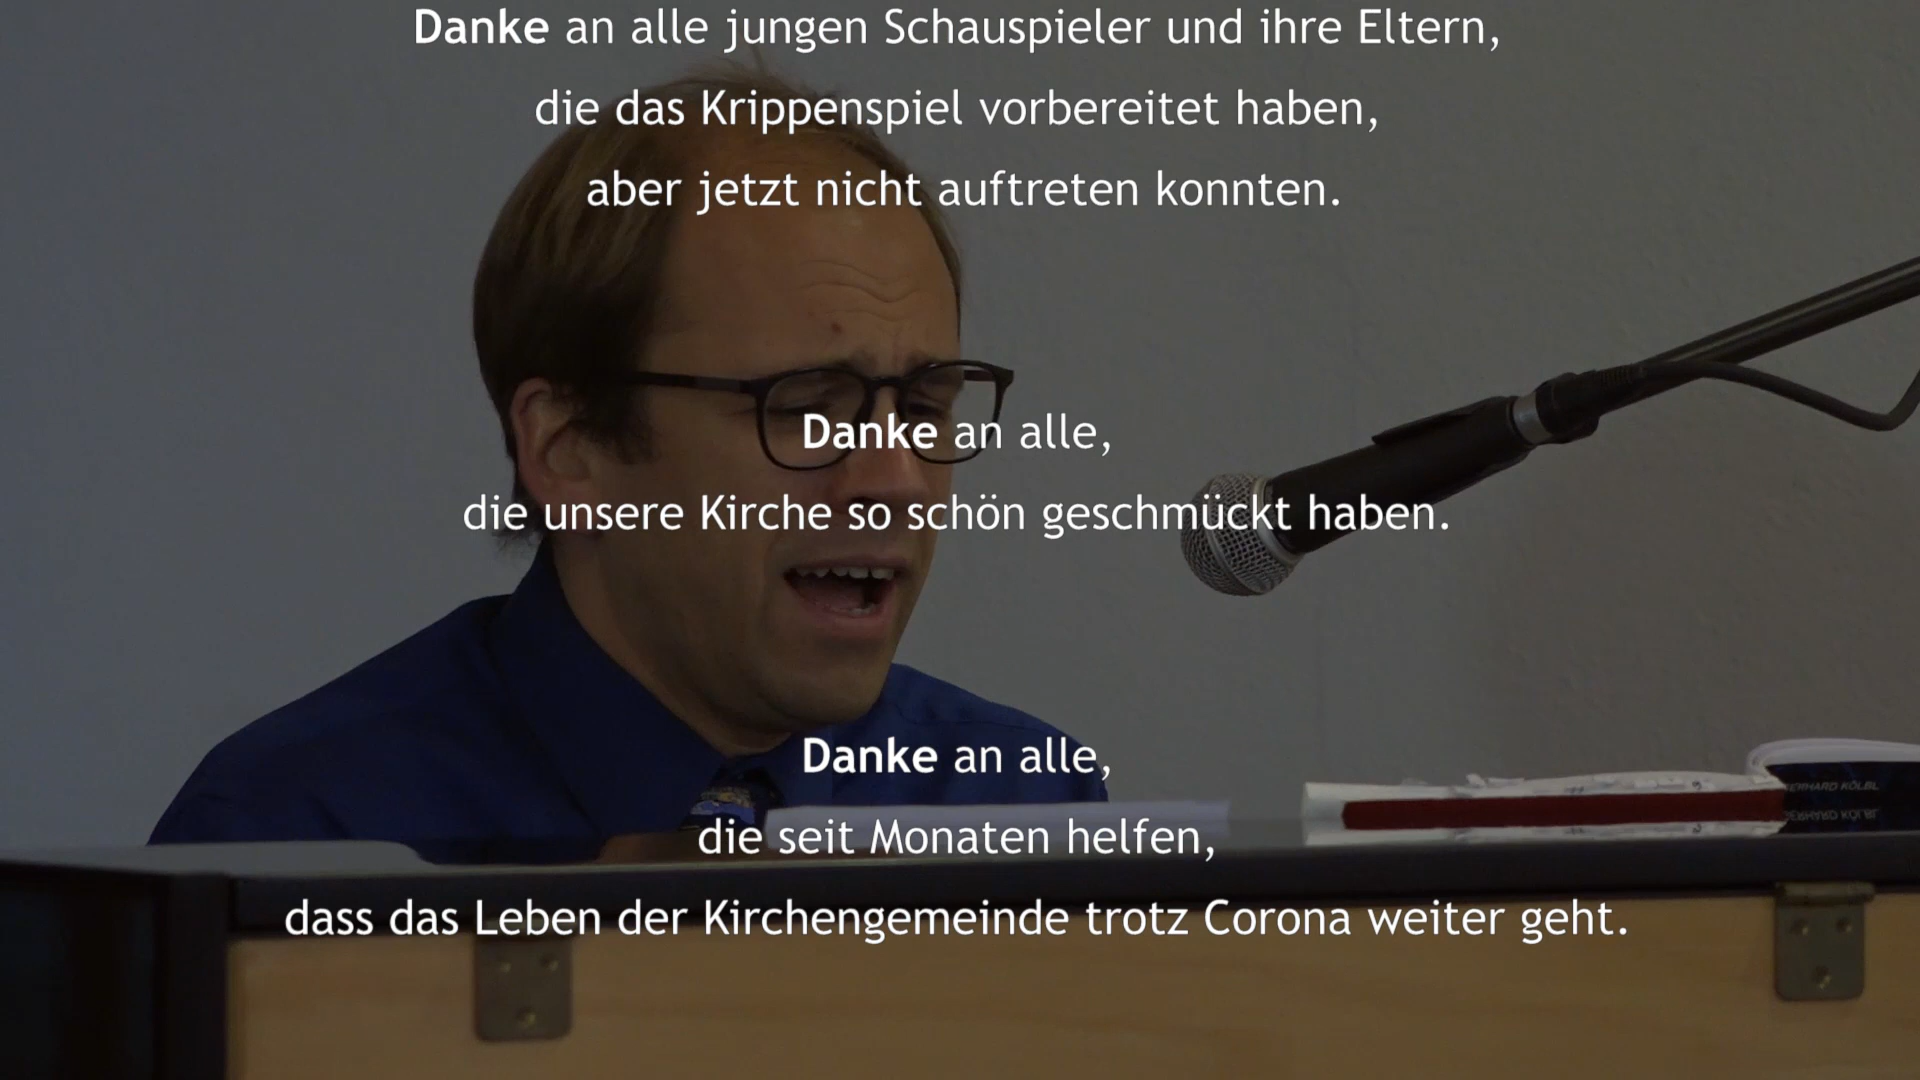 Danke an alle jungen Schauspieler und ihre Eltern,
die das Krippenspiel vorbereitet haben,
aber jetzt nicht auftreten konnten.
Danke an alle,
die unsere Kirche so schön geschmückt haben.
Danke an alle,
die seit Monaten helfen,
GERHARD KÖLBL
dass das Leben der Kirchengemeinde trotz Corona weiter geht.